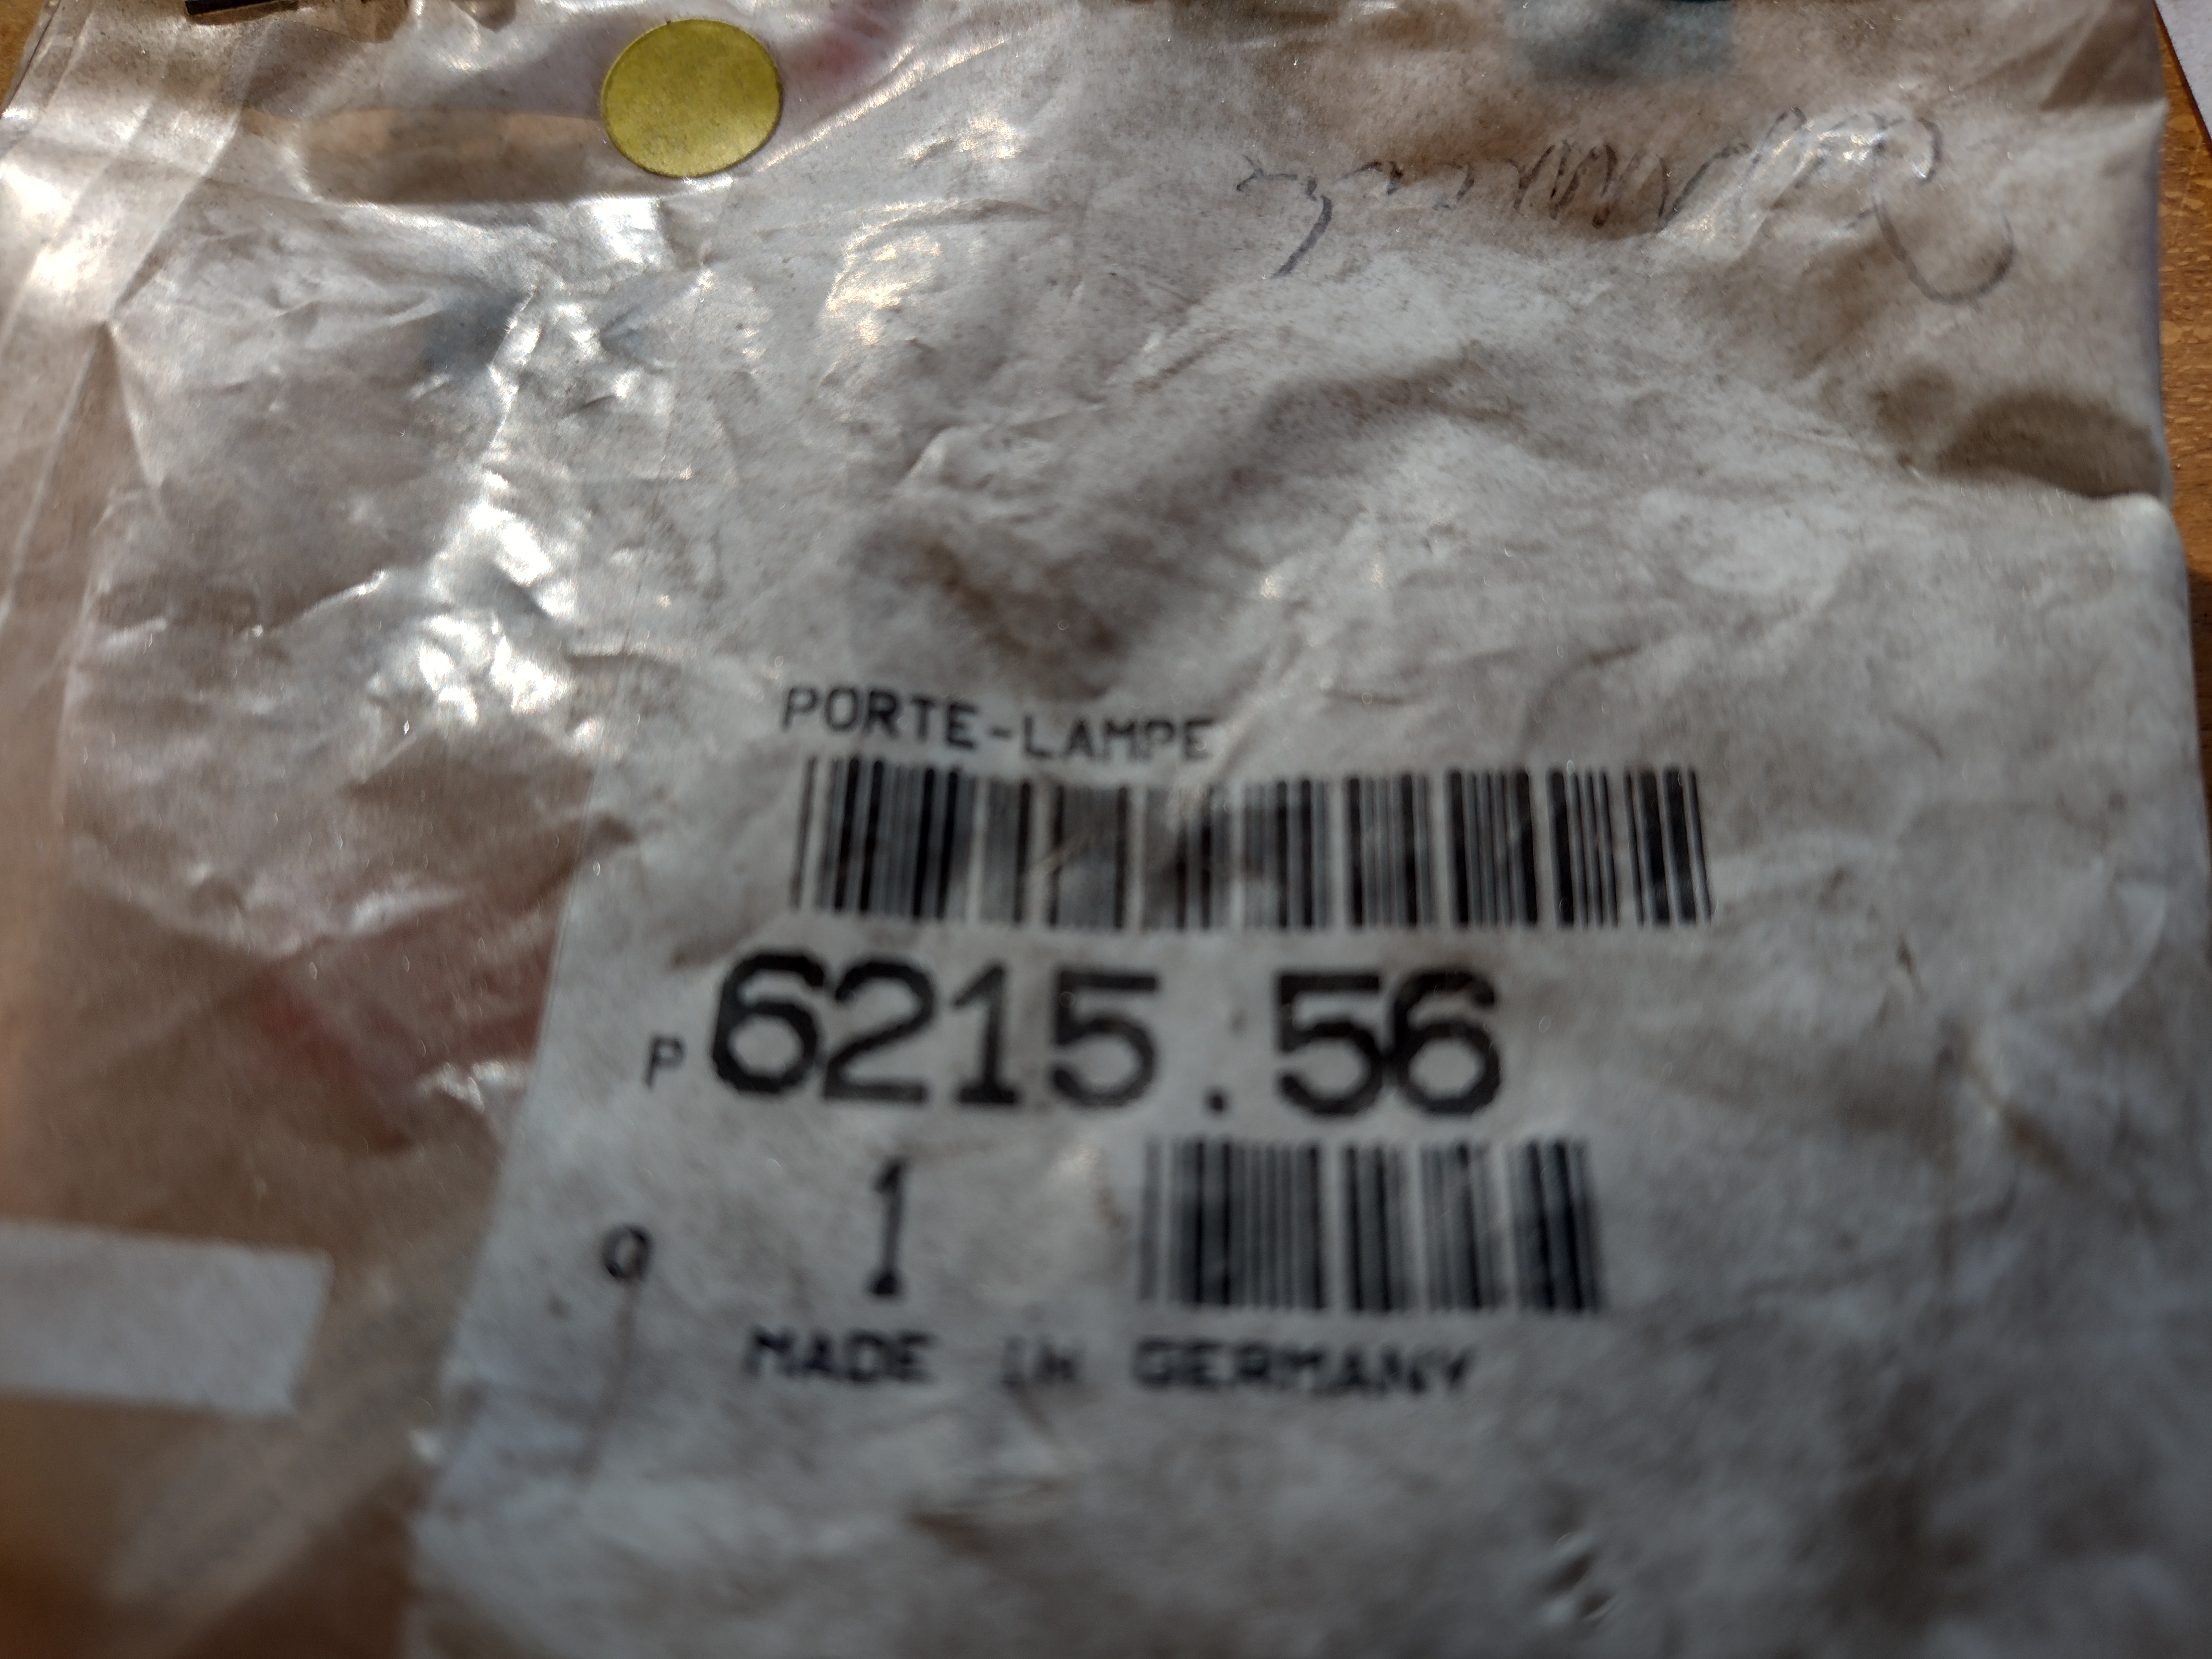 PORTE-LAMPE
P 6215.56
Q 1
MADE IN GERMANY